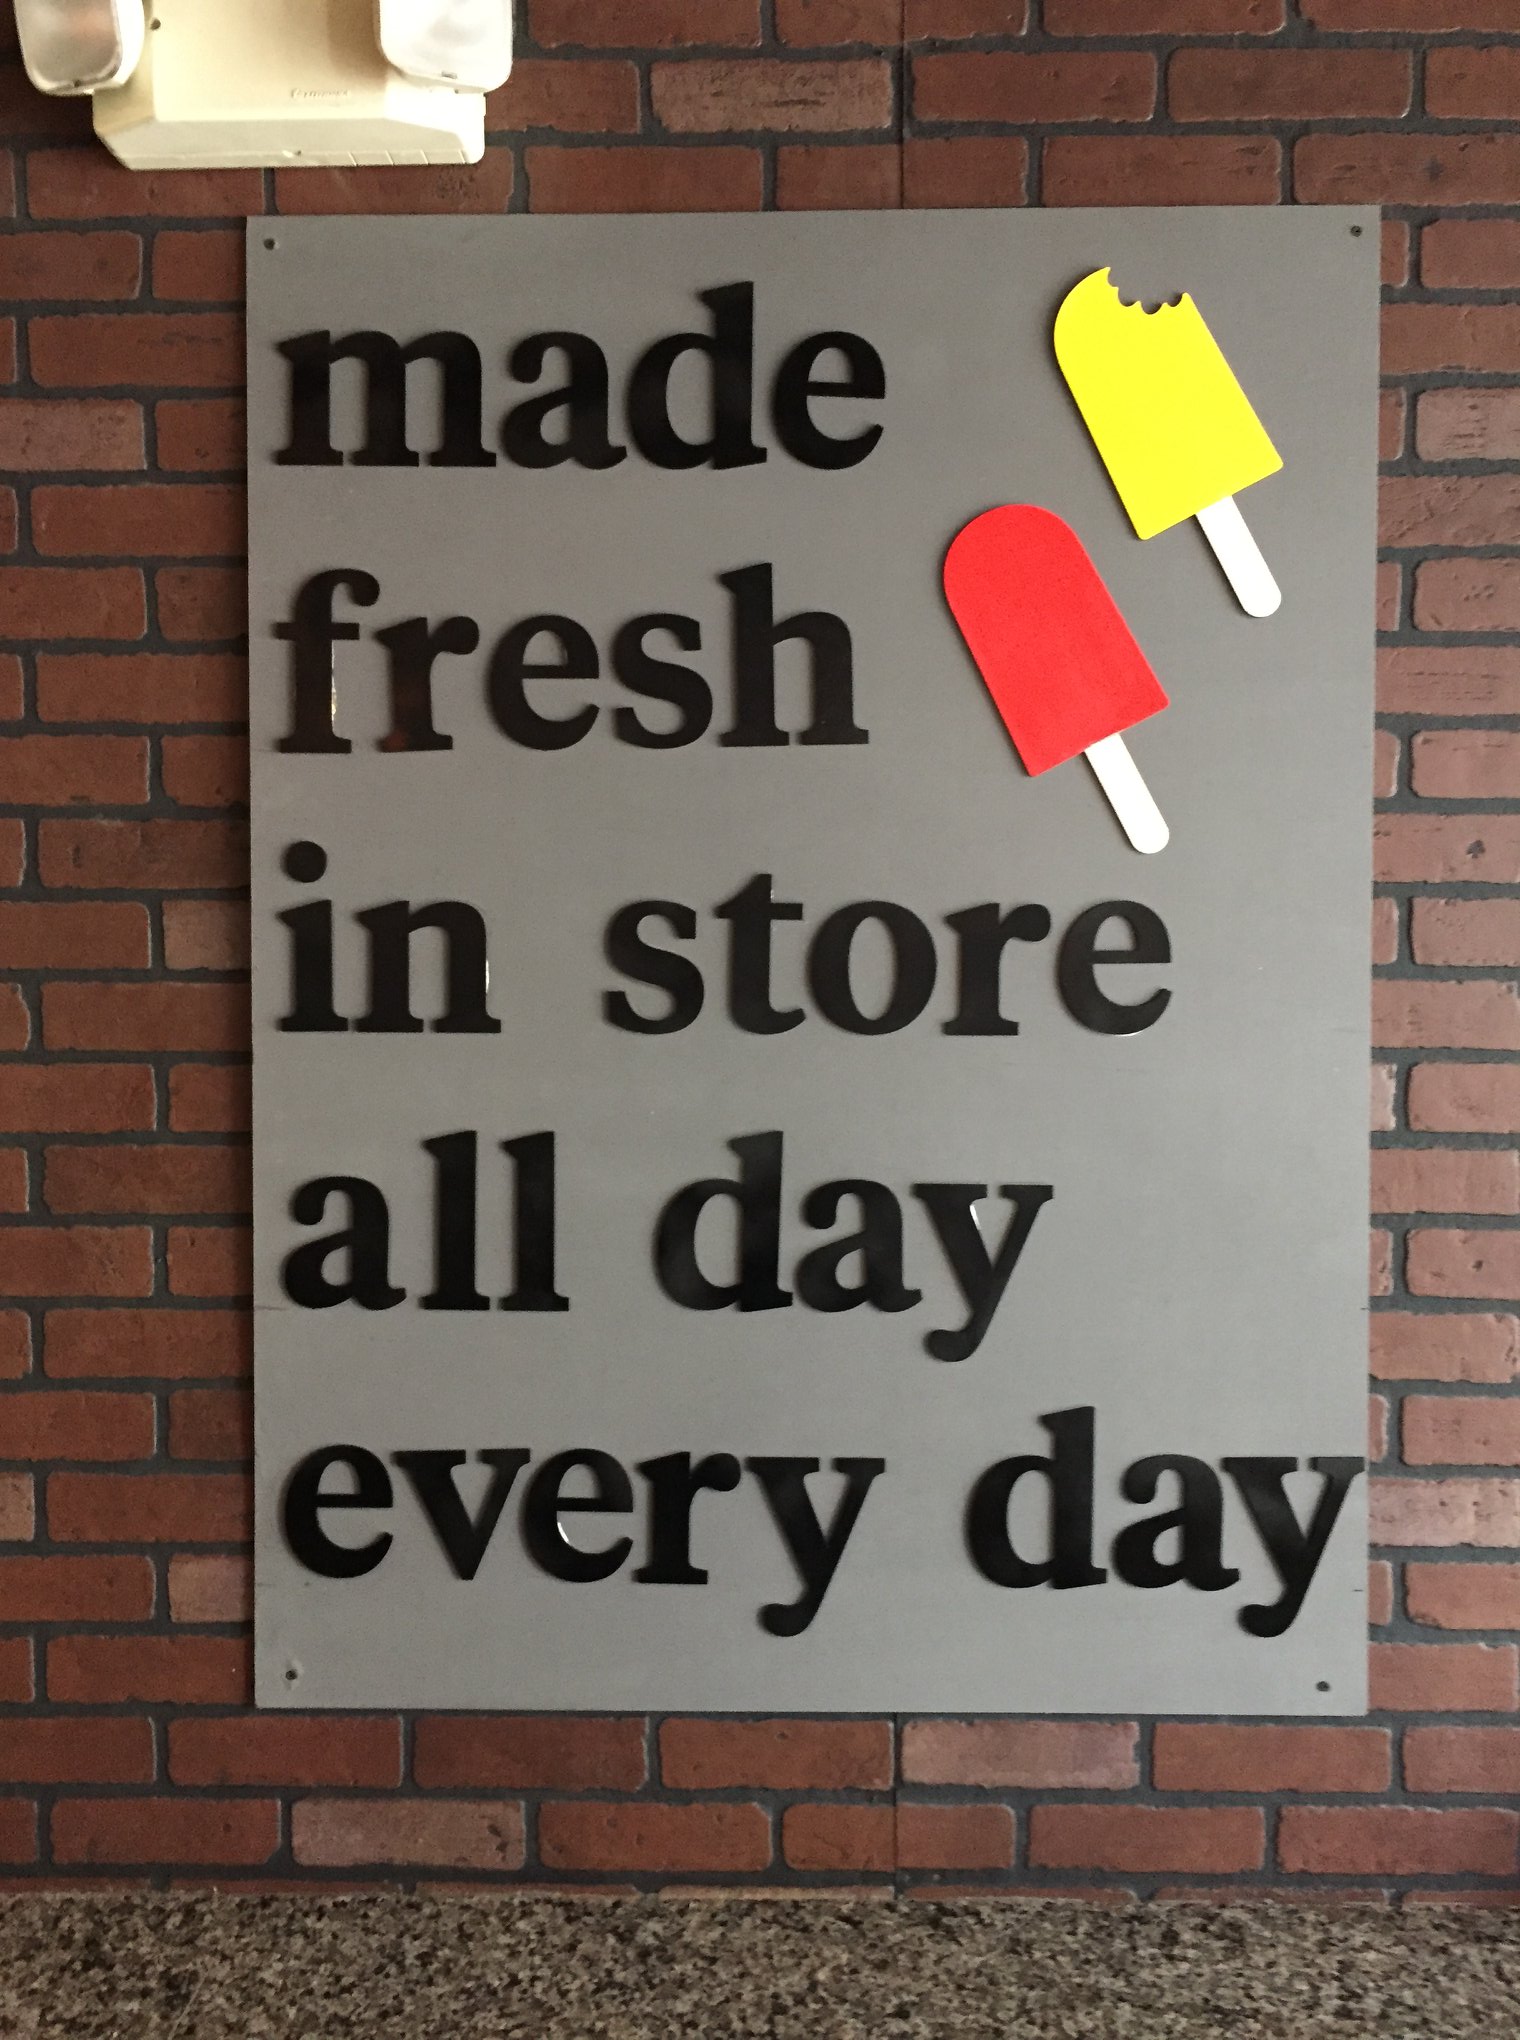 made
fresh
in store
all day
every day